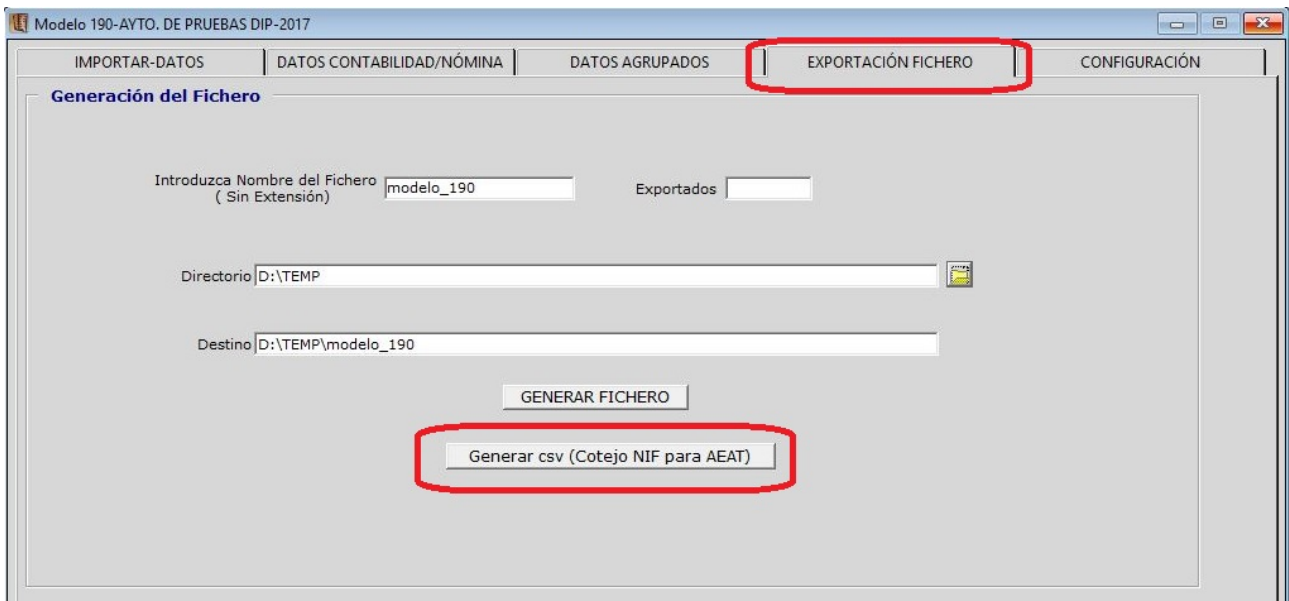 Modelo 190-AYTO. DE PRUEBAS DIP-2017
IMPORTAR-DATOS
DATOS CONTABILIDAD/NÓMINA
DATOS AGRUPADOS
EXPORTACIÓN FICHERO
CONFIGURACIÓN
Generación del Fichero
Introduzca Nombre del Fichero
( Sin Extensión)
modelo_190
Exportados
Directorio D:\TEMP
Destino D:\TEMP\modelo_190
GENERAR FICHERO
Generar csv (Cotejo NIF para AEAT)